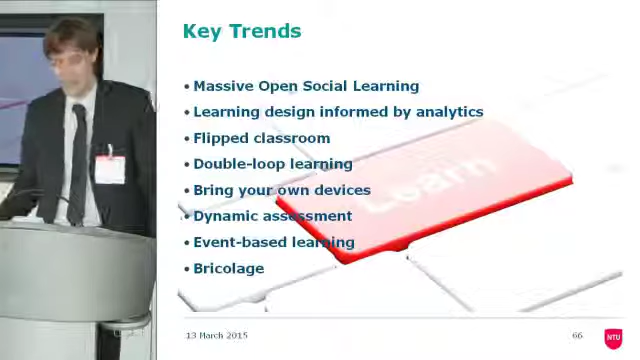 Key Trends
• Massive Open Social Learning
• Learning design informed by analytics
• Flipped classroom
• Double-loop learning
• Bring your own devices
• Dynamic assessment
• Event-based learning
• Bricolage
Learn
13 March 2015
66
NTU